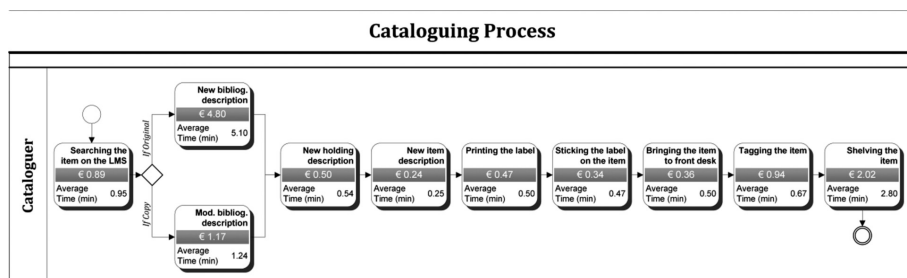 Cataloguing Process
Cataloguer
Searching the
item on the LMS
€ 0.89
Average
Time (min) 0.95
If Original
If Copy
New bibliog.
description
€ 4.80
Average
Time (min) 5.10
Mod. bibliog.
description
€ 1.17
Average
Time (min) 1.24
New holding
description
€ 0.50
Average
Time (min) 0.54
New item
description
€ 0.24
Average
Time (min) 0.25
Printing the label
€ 0.47
Average
Time (min) 0.50
Sticking the label
on the item
€ 0.34
Average
Time (min) 0.47
Bringing the item
to front desk
€ 0.36
Average
Time (min) 0.50
Tagging the item
€ 0.94
Average
Time (min) 0.67
Shelving the
item
€ 2.02
Average
Time (min) 2.80